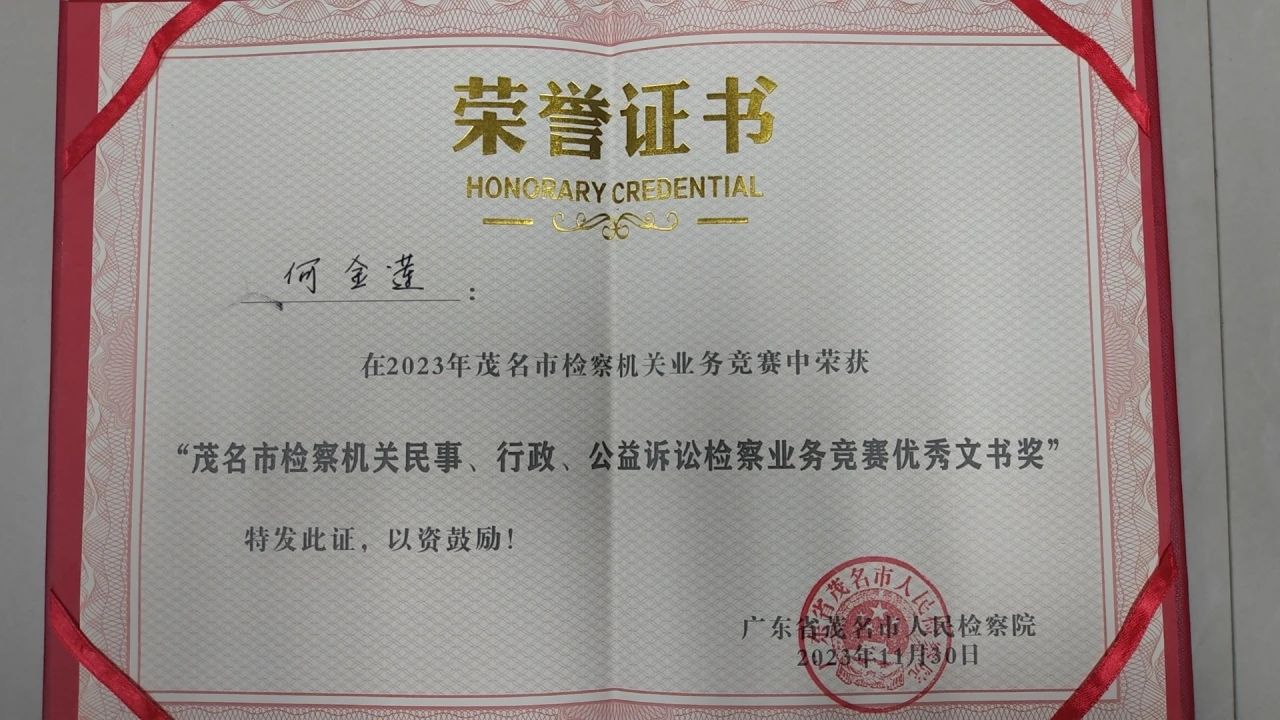 荣誉证书
HONORARY CREDENTIAL
何金莲：
在2023年茂名市检察机关业务竞赛中荣获
“茂名市检察机关民事、行政、公益诉讼检察业务竞赛优秀文书奖”
特发此证，以资鼓励！
广东省茂名市人民检察院
2023年11月30日